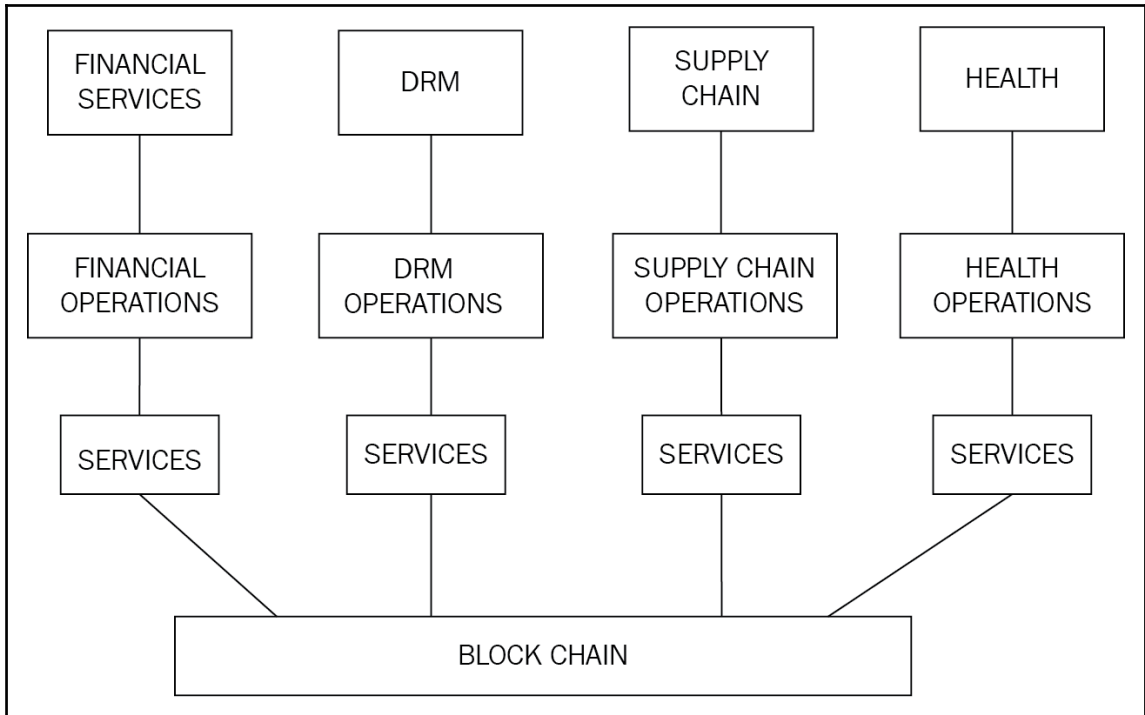 FINANCIAL
SERVICES
DRM
SUPPLY
CHAIN
HEALTH
FINANCIAL
OPERATIONS
DRM
OPERATIONS
SUPPLY CHAIN
OPERATIONS
HEALTH
OPERATIONS
SERVICES
SERVICES
SERVICES
SERVICES
BLOCK CHAIN